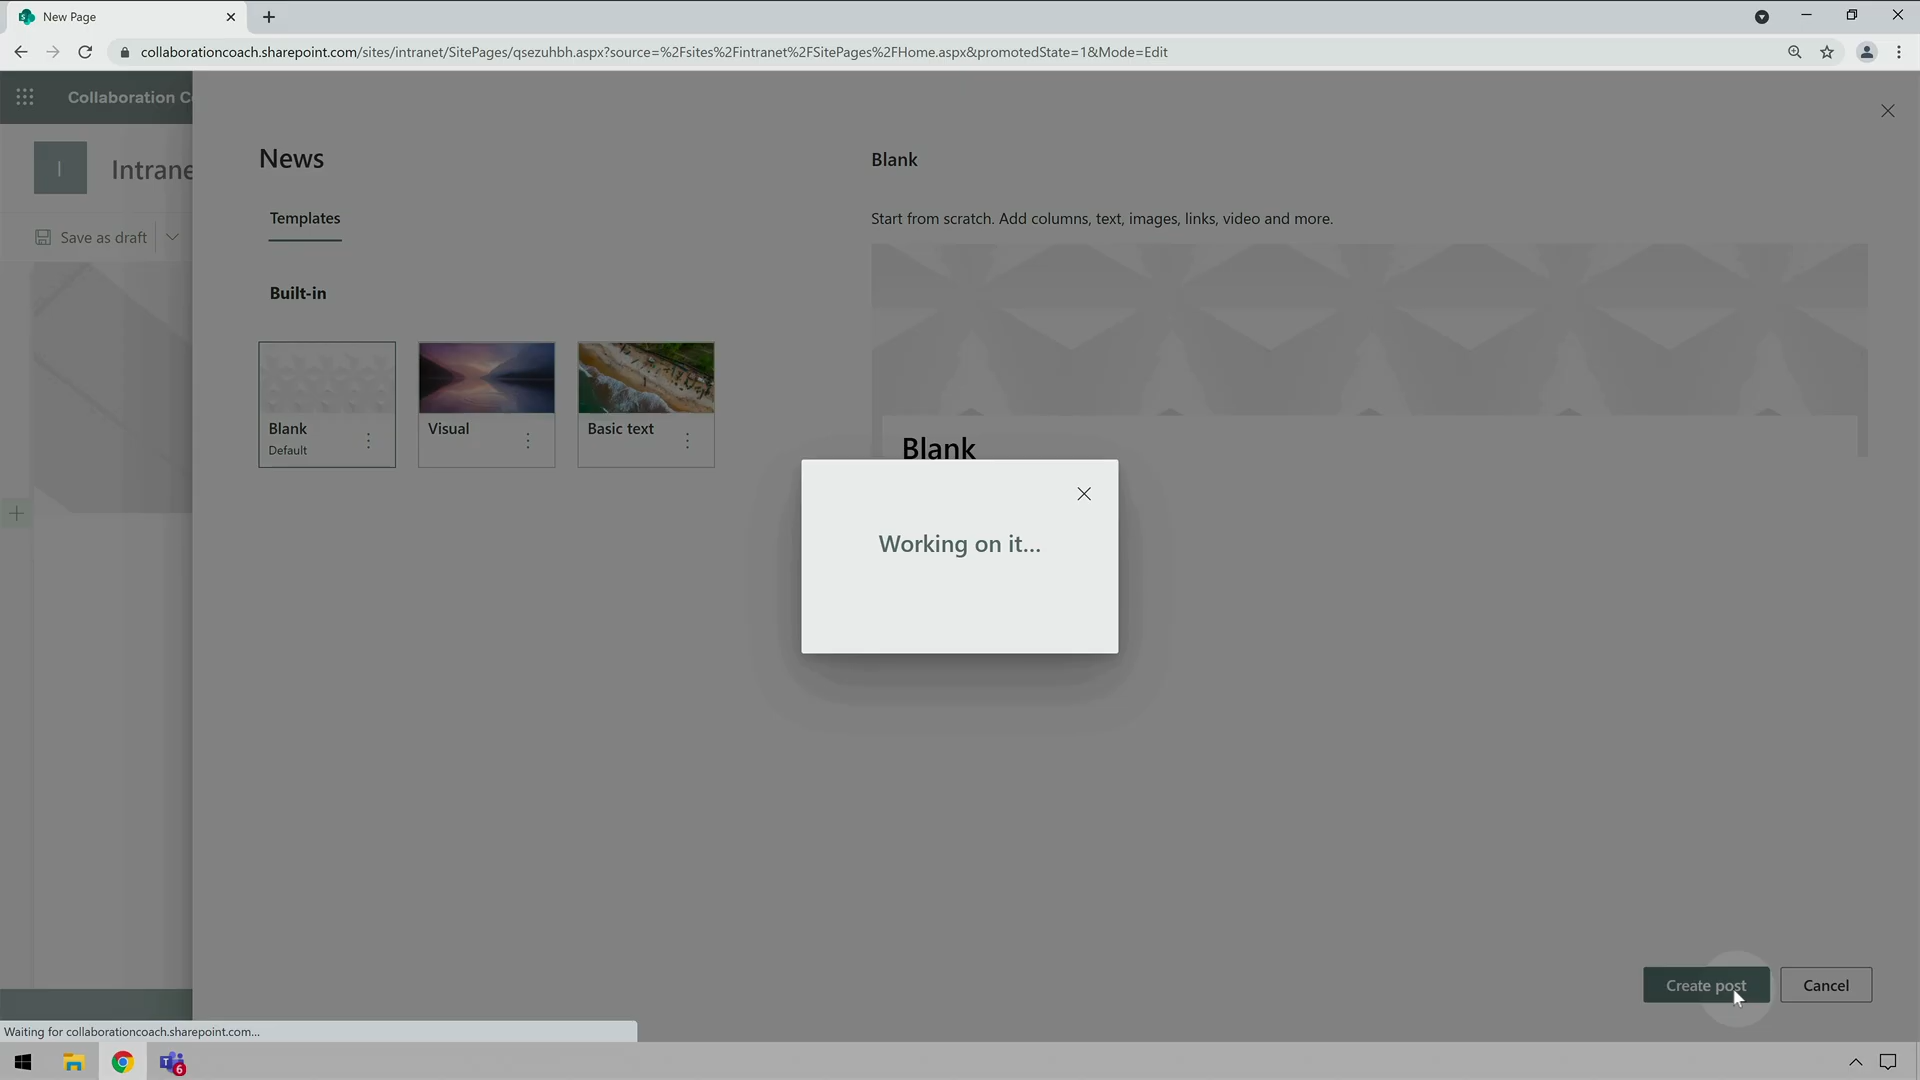 New Page
collaborationcoach.sharepoint.com/sites/intranet/SitePages/qsezuhbh.aspx?source=%2Fsites%2Fintranet%2FSitePages%2FHome.aspx&promotedState=1&Mode=Edit
Collaboration C
I
Intrane
Save as draft
News
Templates
Built-in
Blank
Default
Visual
Basic text
Blank
Start from scratch. Add columns, text, images, links, video and more.
Blank
Working on it...
Create post
Cancel
Waiting for collaborationcoach.sharepoint.com...
T
6